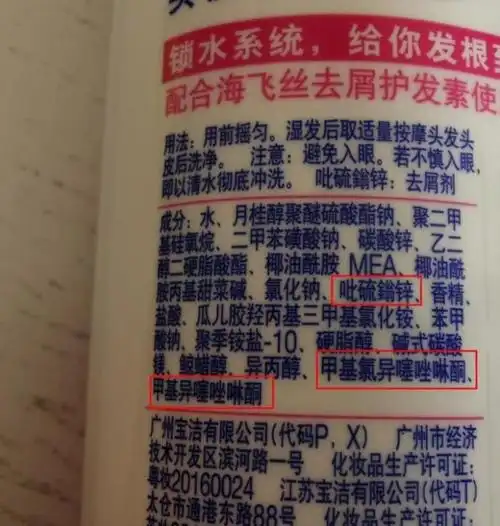 锁水系统,给你发根至
配合海飞丝去屑护发素使
用法:用前摇匀。湿发后取适量按摩头发头
皮后洗净。 注意:避免入眼。若不慎入眼,
即以清水彻底冲洗。 吡硫鎓锌:去屑剂
成分:水、月桂醇聚醚硫酸酯钠、聚二甲
基硅氧烷、二甲苯磺酸钠、碳酸锌、乙二
醇二硬脂酸酯、椰油酰胺 MEA、椰油酰
胺丙基甜菜碱、氯化钠、吡硫鎓锌、香精、
盐酸、瓜儿胶羟丙基三甲基氯化铵、苯甲
酸钠、聚季铵盐-10、硬脂醇、碱式碳酸
镁、鲸蜡醇、异丙醇、甲基氯异噻唑啉酮、
甲基异噻唑啉酮
广州宝洁有限公司(代码P,X) 广州市经济
技术开发区滨河路一号 化妆品生产许可证:
粤妆20160024 江苏宝洁有限公司(代码T)
太仓市通港东路88号 化妆品生产许可证: